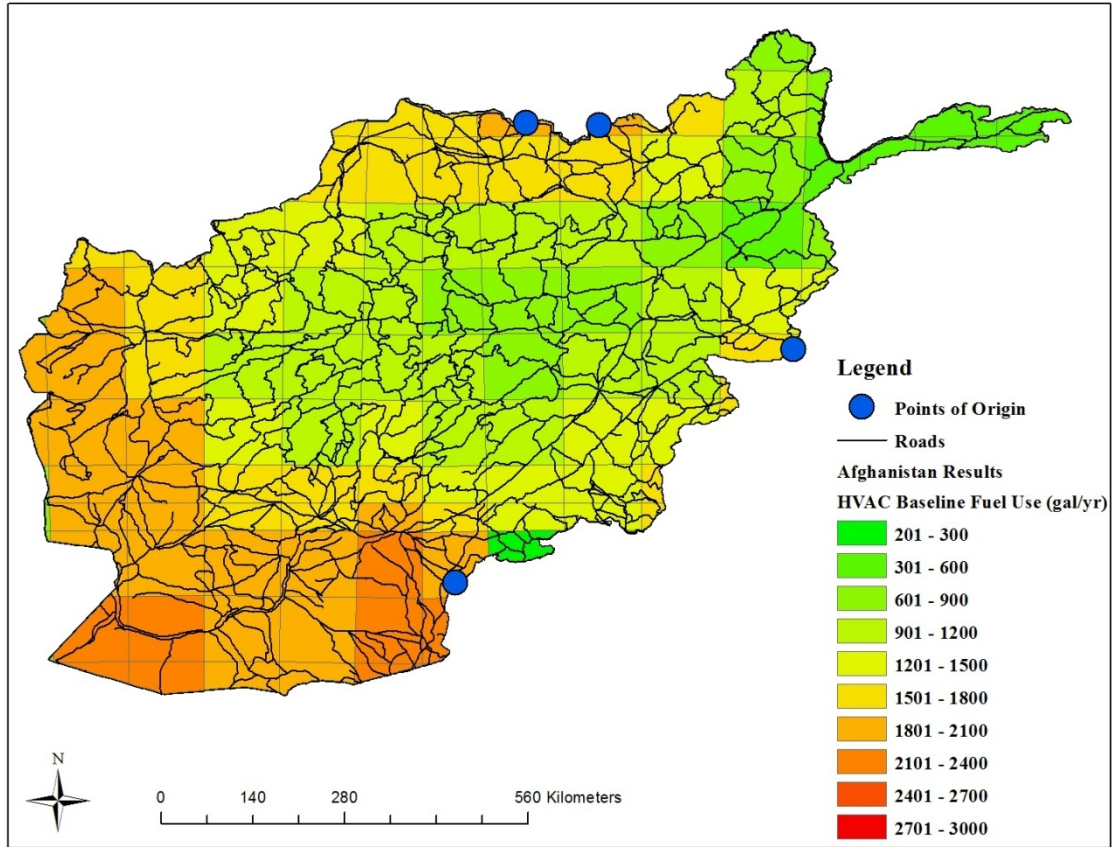 Legend
Points of Origin
Roads
Afghanistan Results
HVAC Baseline Fuel Use (gal/yr)
201 - 300
301 - 600
601 - 900
901 - 1200
1201 - 1500
1501 - 1800
1801 - 2100
2101 - 2400
2401 - 2700
2701 - 3000
N
0 140 280 560 Kilometers